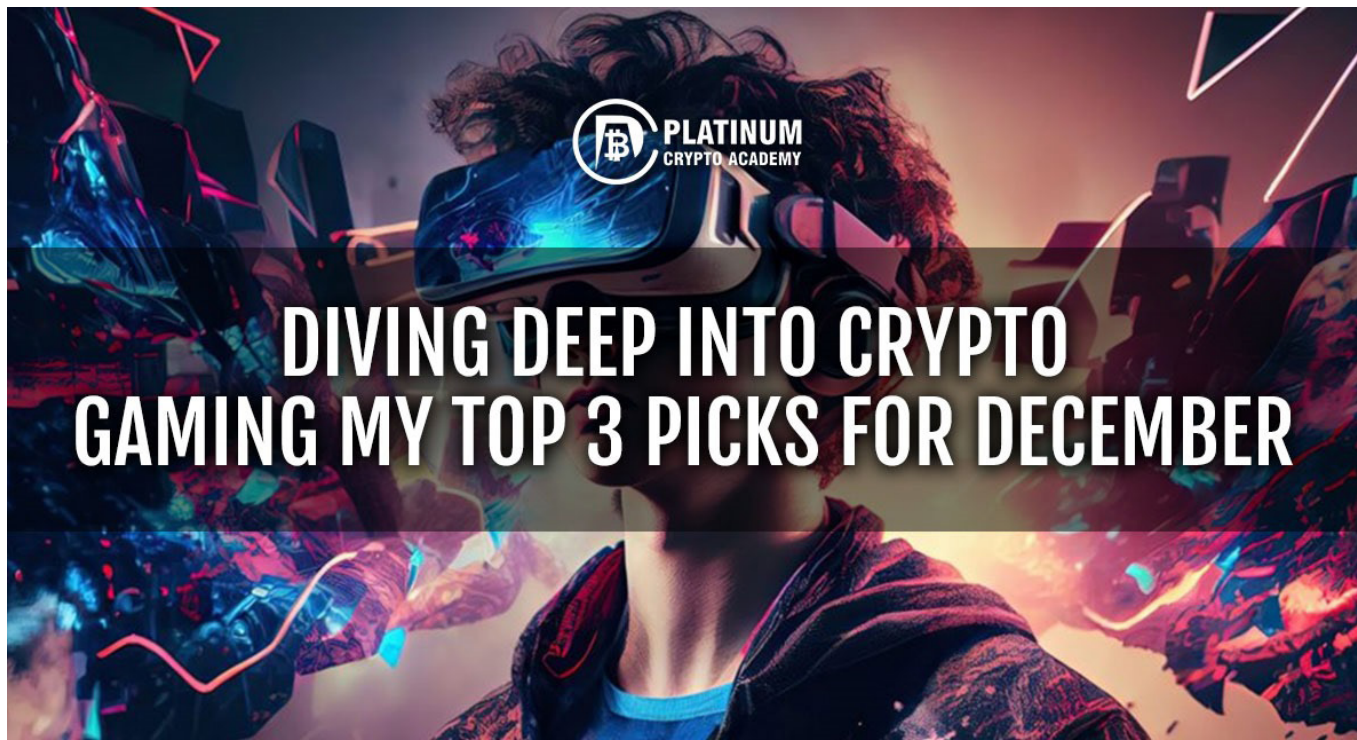 PLATINUM
CRYPTO ACADEMY
DIVING DEEP INTO CRYPTO
GAMING MY TOP 3 PICKS FOR DECEMBER